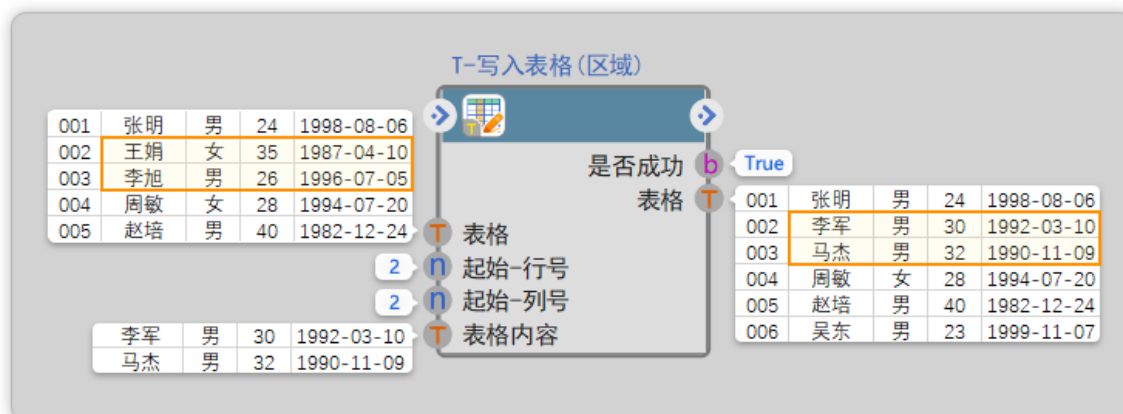 T-写入表格(区域)
001 张明 男 24 1998-08-06
002 王娟 女 35 1987-04-10
003 李旭 男 26 1996-07-05
004 周敏 女 28 1994-07-20
005 赵培 男 40 1982-12-24
T 表格
2 n 起始-行号
2 n 起始-列号
李军 男 30 1992-03-10
马杰 男 32 1990-11-09
T 表格内容
是否成功 b True
表格 T
001 张明 男 24 1998-08-06
002 李军 男 30 1992-03-10
003 马杰 男 32 1990-11-09
004 周敏 女 28 1994-07-20
005 赵培 男 40 1982-12-24
006 吴东 男 23 1999-11-07